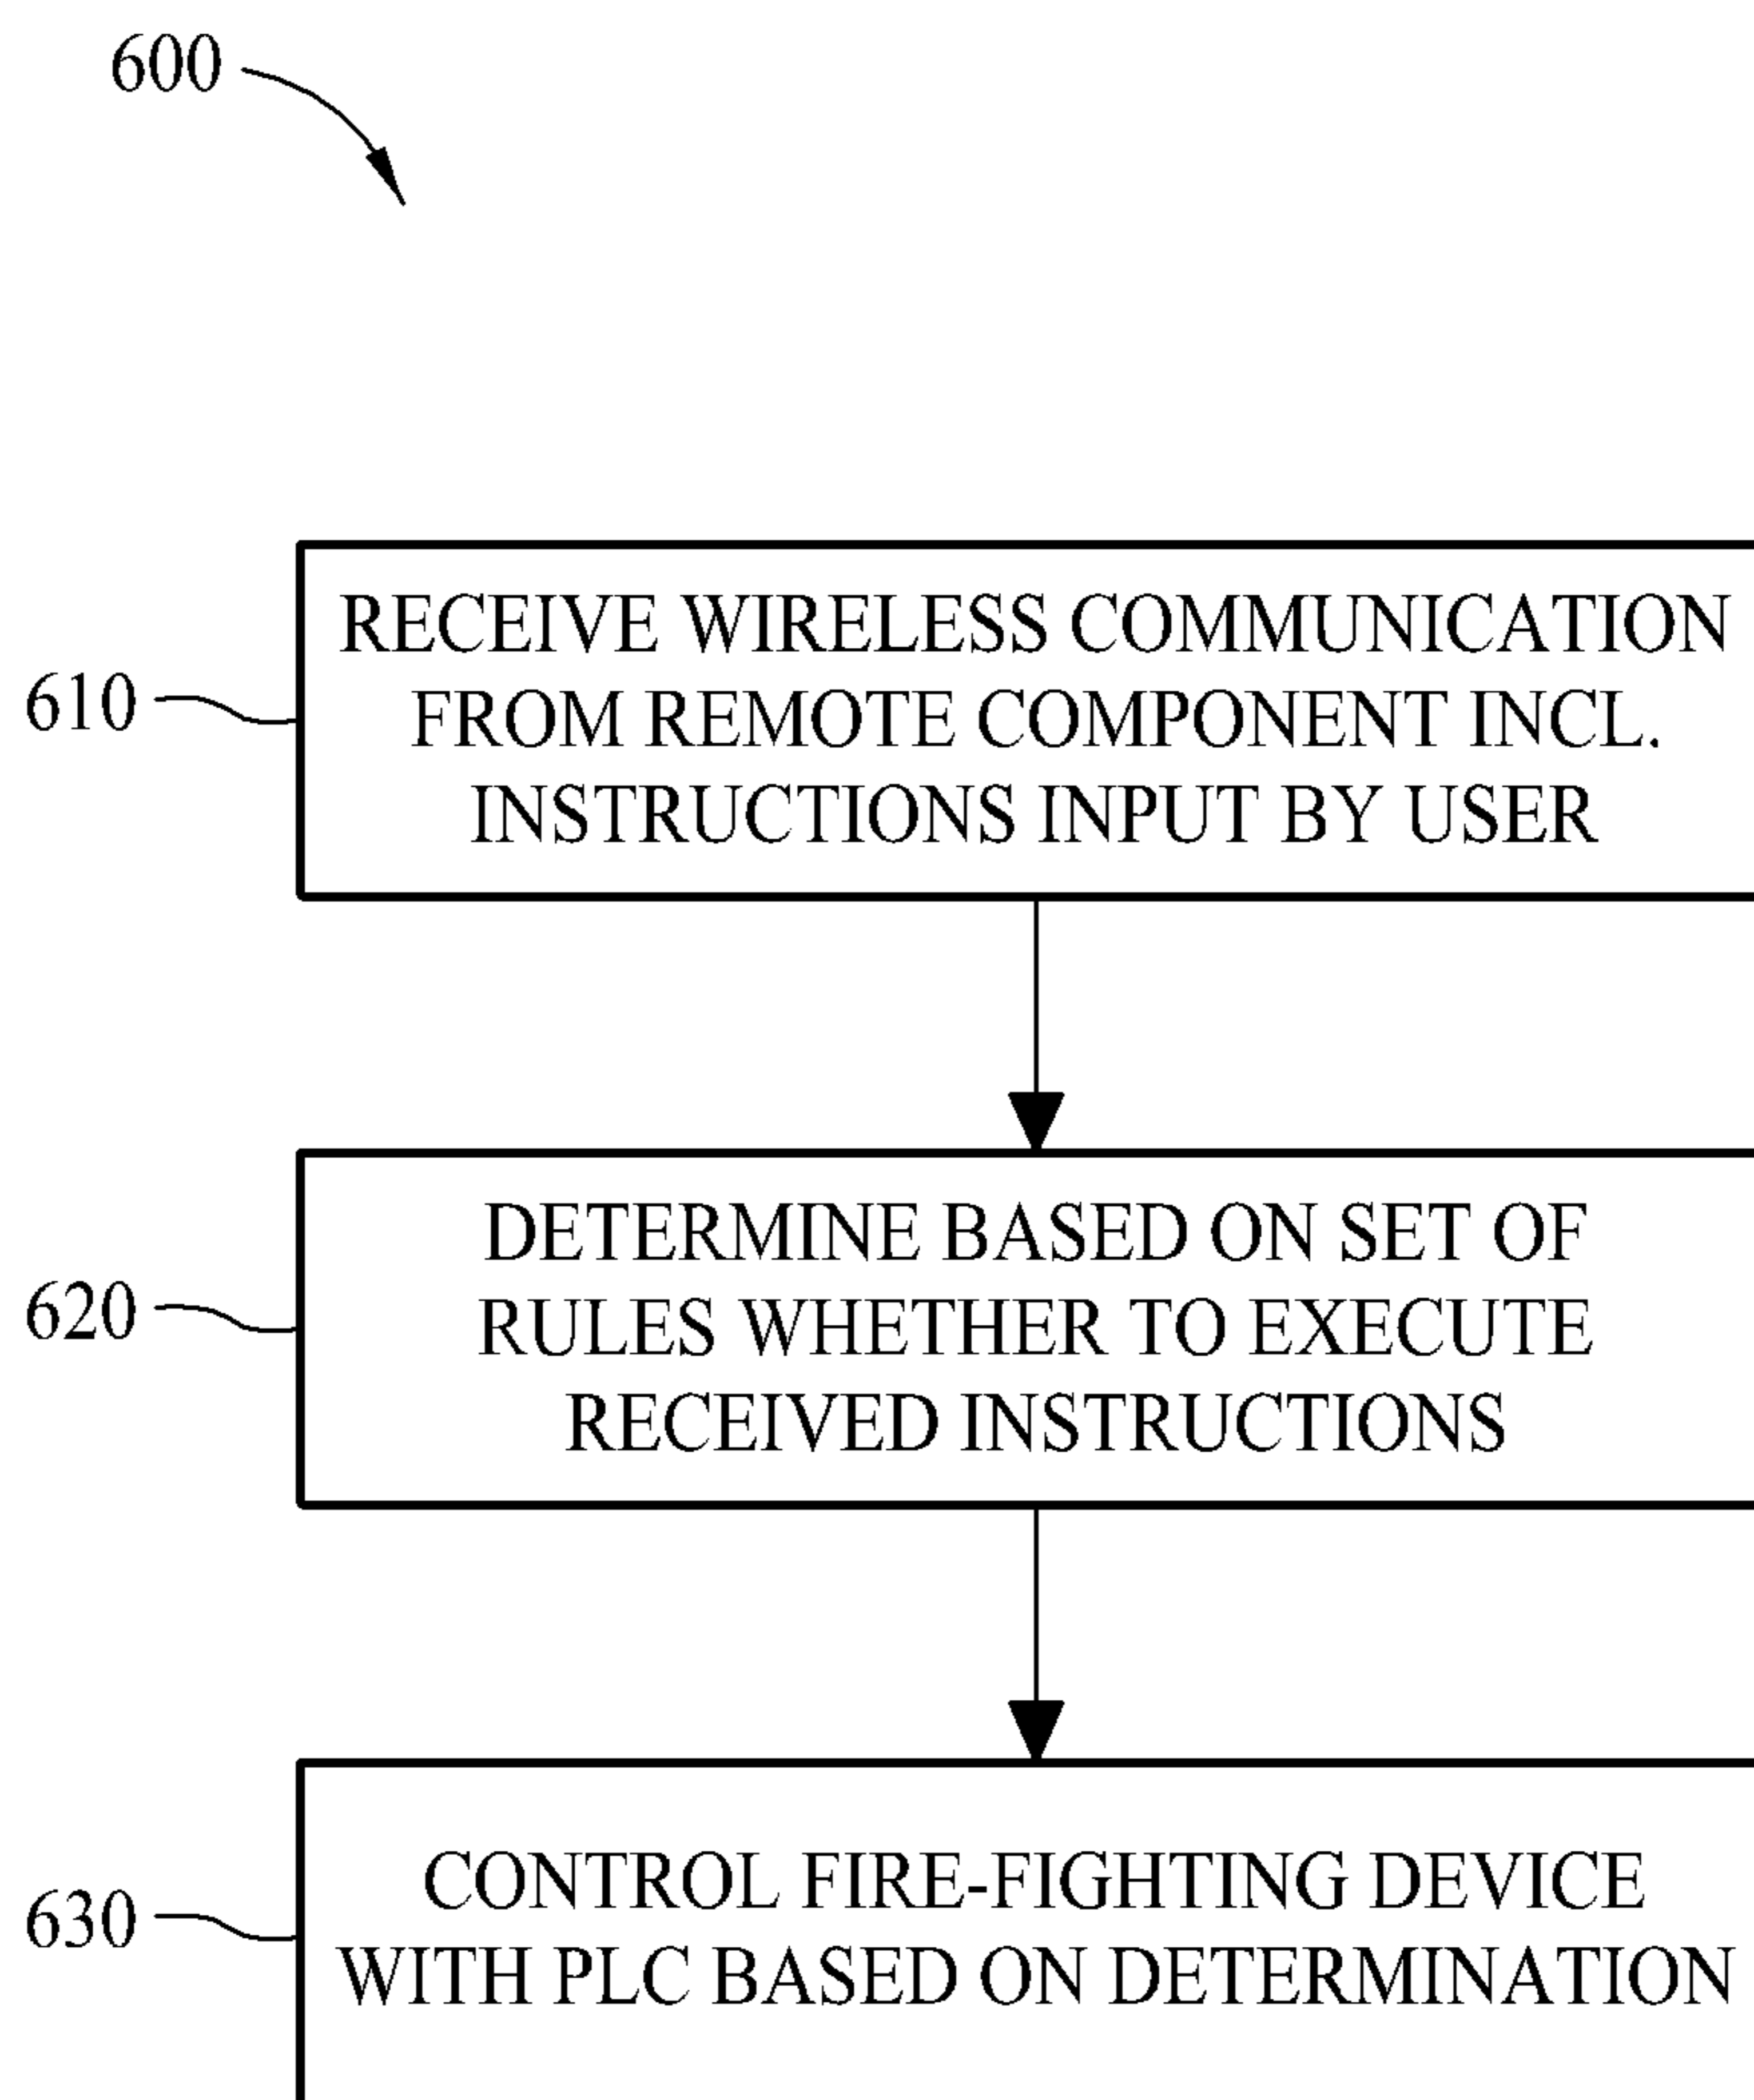 600
610
RECEIVE WIRELESS COMMUNICATION
FROM REMOTE COMPONENT INCL.
INSTRUCTIONS INPUT BY USER
620
DETERMINE BASED ON SET OF
RULES WHETHER TO EXECUTE
RECEIVED INSTRUCTIONS
630
CONTROL FIRE-FIGHTING DEVICE
WITH PLC BASED ON DETERMINATION